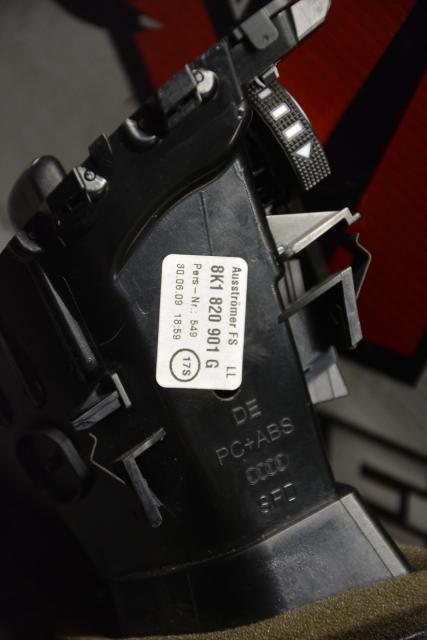 Ausströmer FS LL
8K1 820 901 G
Pers-Nr.: 549
30.06.09 18:59
17S
DE
PC+ABS
SFD